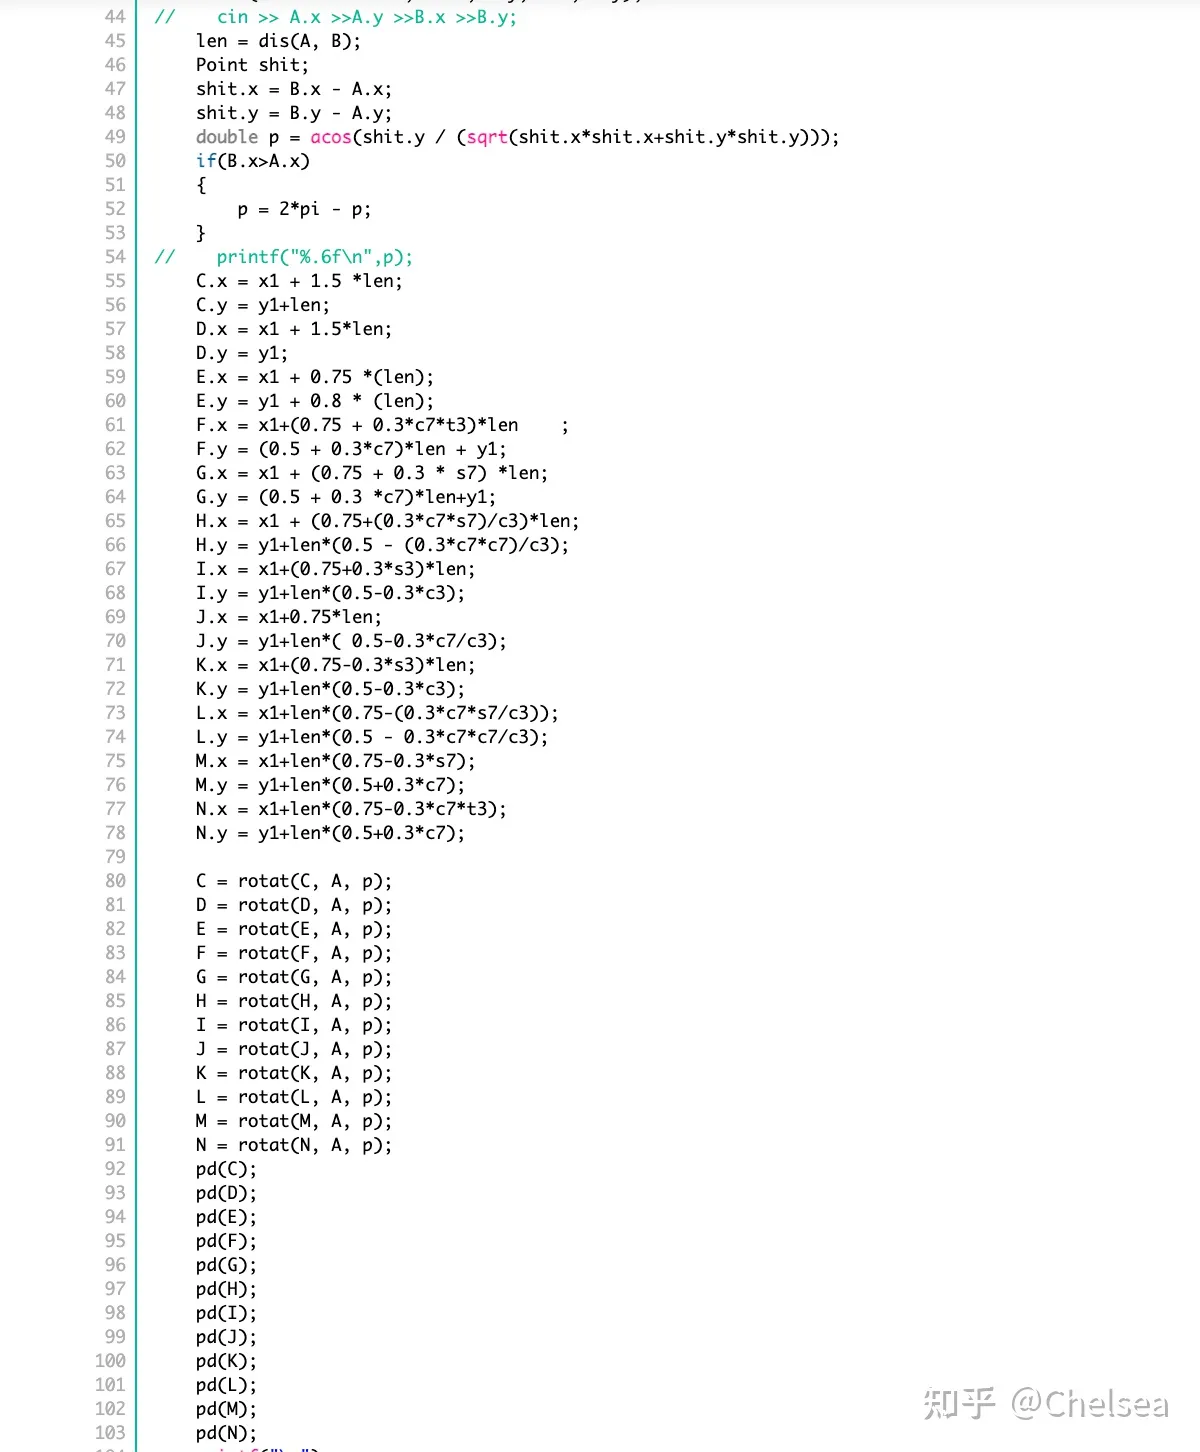 44 //    cin >> A.x >>A.y >>B.x >>B.y;
45     len = dis(A, B);
46     Point shit;
47     shit.x = B.x - A.x;
48     shit.y = B.y - A.y;
49     double p = acos(shit.y / (sqrt(shit.x*shit.x+shit.y*shit.y)));
50     if(B.x>A.x)
51     {
52         p = 2*pi - p;
53     }
54 //    printf("%.6f\n",p);
55     C.x = x1 + 1.5 *len;
56     C.y = y1+len;
57     D.x = x1 + 1.5*len;
58     D.y = y1;
59     E.x = x1 + 0.75 *(len);
60     E.y = y1 + 0.8 * (len);
61     F.x = x1+(0.75 + 0.3*c7*t3)*len    ;
62     F.y = (0.5 + 0.3*c7)*len + y1;
63     G.x = x1 + (0.75 + 0.3 * s7) *len;
64     G.y = (0.5 + 0.3 *c7)*len+y1;
65     H.x = x1 + (0.75+(0.3*c7*s7)/c3)*len;
66     H.y = y1+len*(0.5 - (0.3*c7*c7)/c3);
67     I.x = x1+(0.75+0.3*s3)*len;
68     I.y = y1+len*(0.5-0.3*c3);
69     J.x = x1+0.75*len;
70     J.y = y1+len*( 0.5-0.3*c7/c3);
71     K.x = x1+(0.75-0.3*s3)*len;
72     K.y = y1+len*(0.5-0.3*c3);
73     L.x = x1+len*(0.75-(0.3*c7*s7/c3));
74     L.y = y1+len*(0.5 - 0.3*c7*c7/c3);
75     M.x = x1+len*(0.75-0.3*s7);
76     M.y = y1+len*(0.5+0.3*c7);
77     N.x = x1+len*(0.75-0.3*c7*t3);
78     N.y = y1+len*(0.5+0.3*c7);
79
80     C = rotat(C, A, p);
81     D = rotat(D, A, p);
82     E = rotat(E, A, p);
83     F = rotat(F, A, p);
84     G = rotat(G, A, p);
85     H = rotat(H, A, p);
86     I = rotat(I, A, p);
87     J = rotat(J, A, p);
88     K = rotat(K, A, p);
89     L = rotat(L, A, p);
90     M = rotat(M, A, p);
91     N = rotat(N, A, p);
92     pd(C);
93     pd(D);
94     pd(E);
95     pd(F);
96     pd(G);
97     pd(H);
98     pd(I);
99     pd(J);
100     pd(K);
101     pd(L);
102     pd(M);
103     pd(N);
知乎 @Chelsea